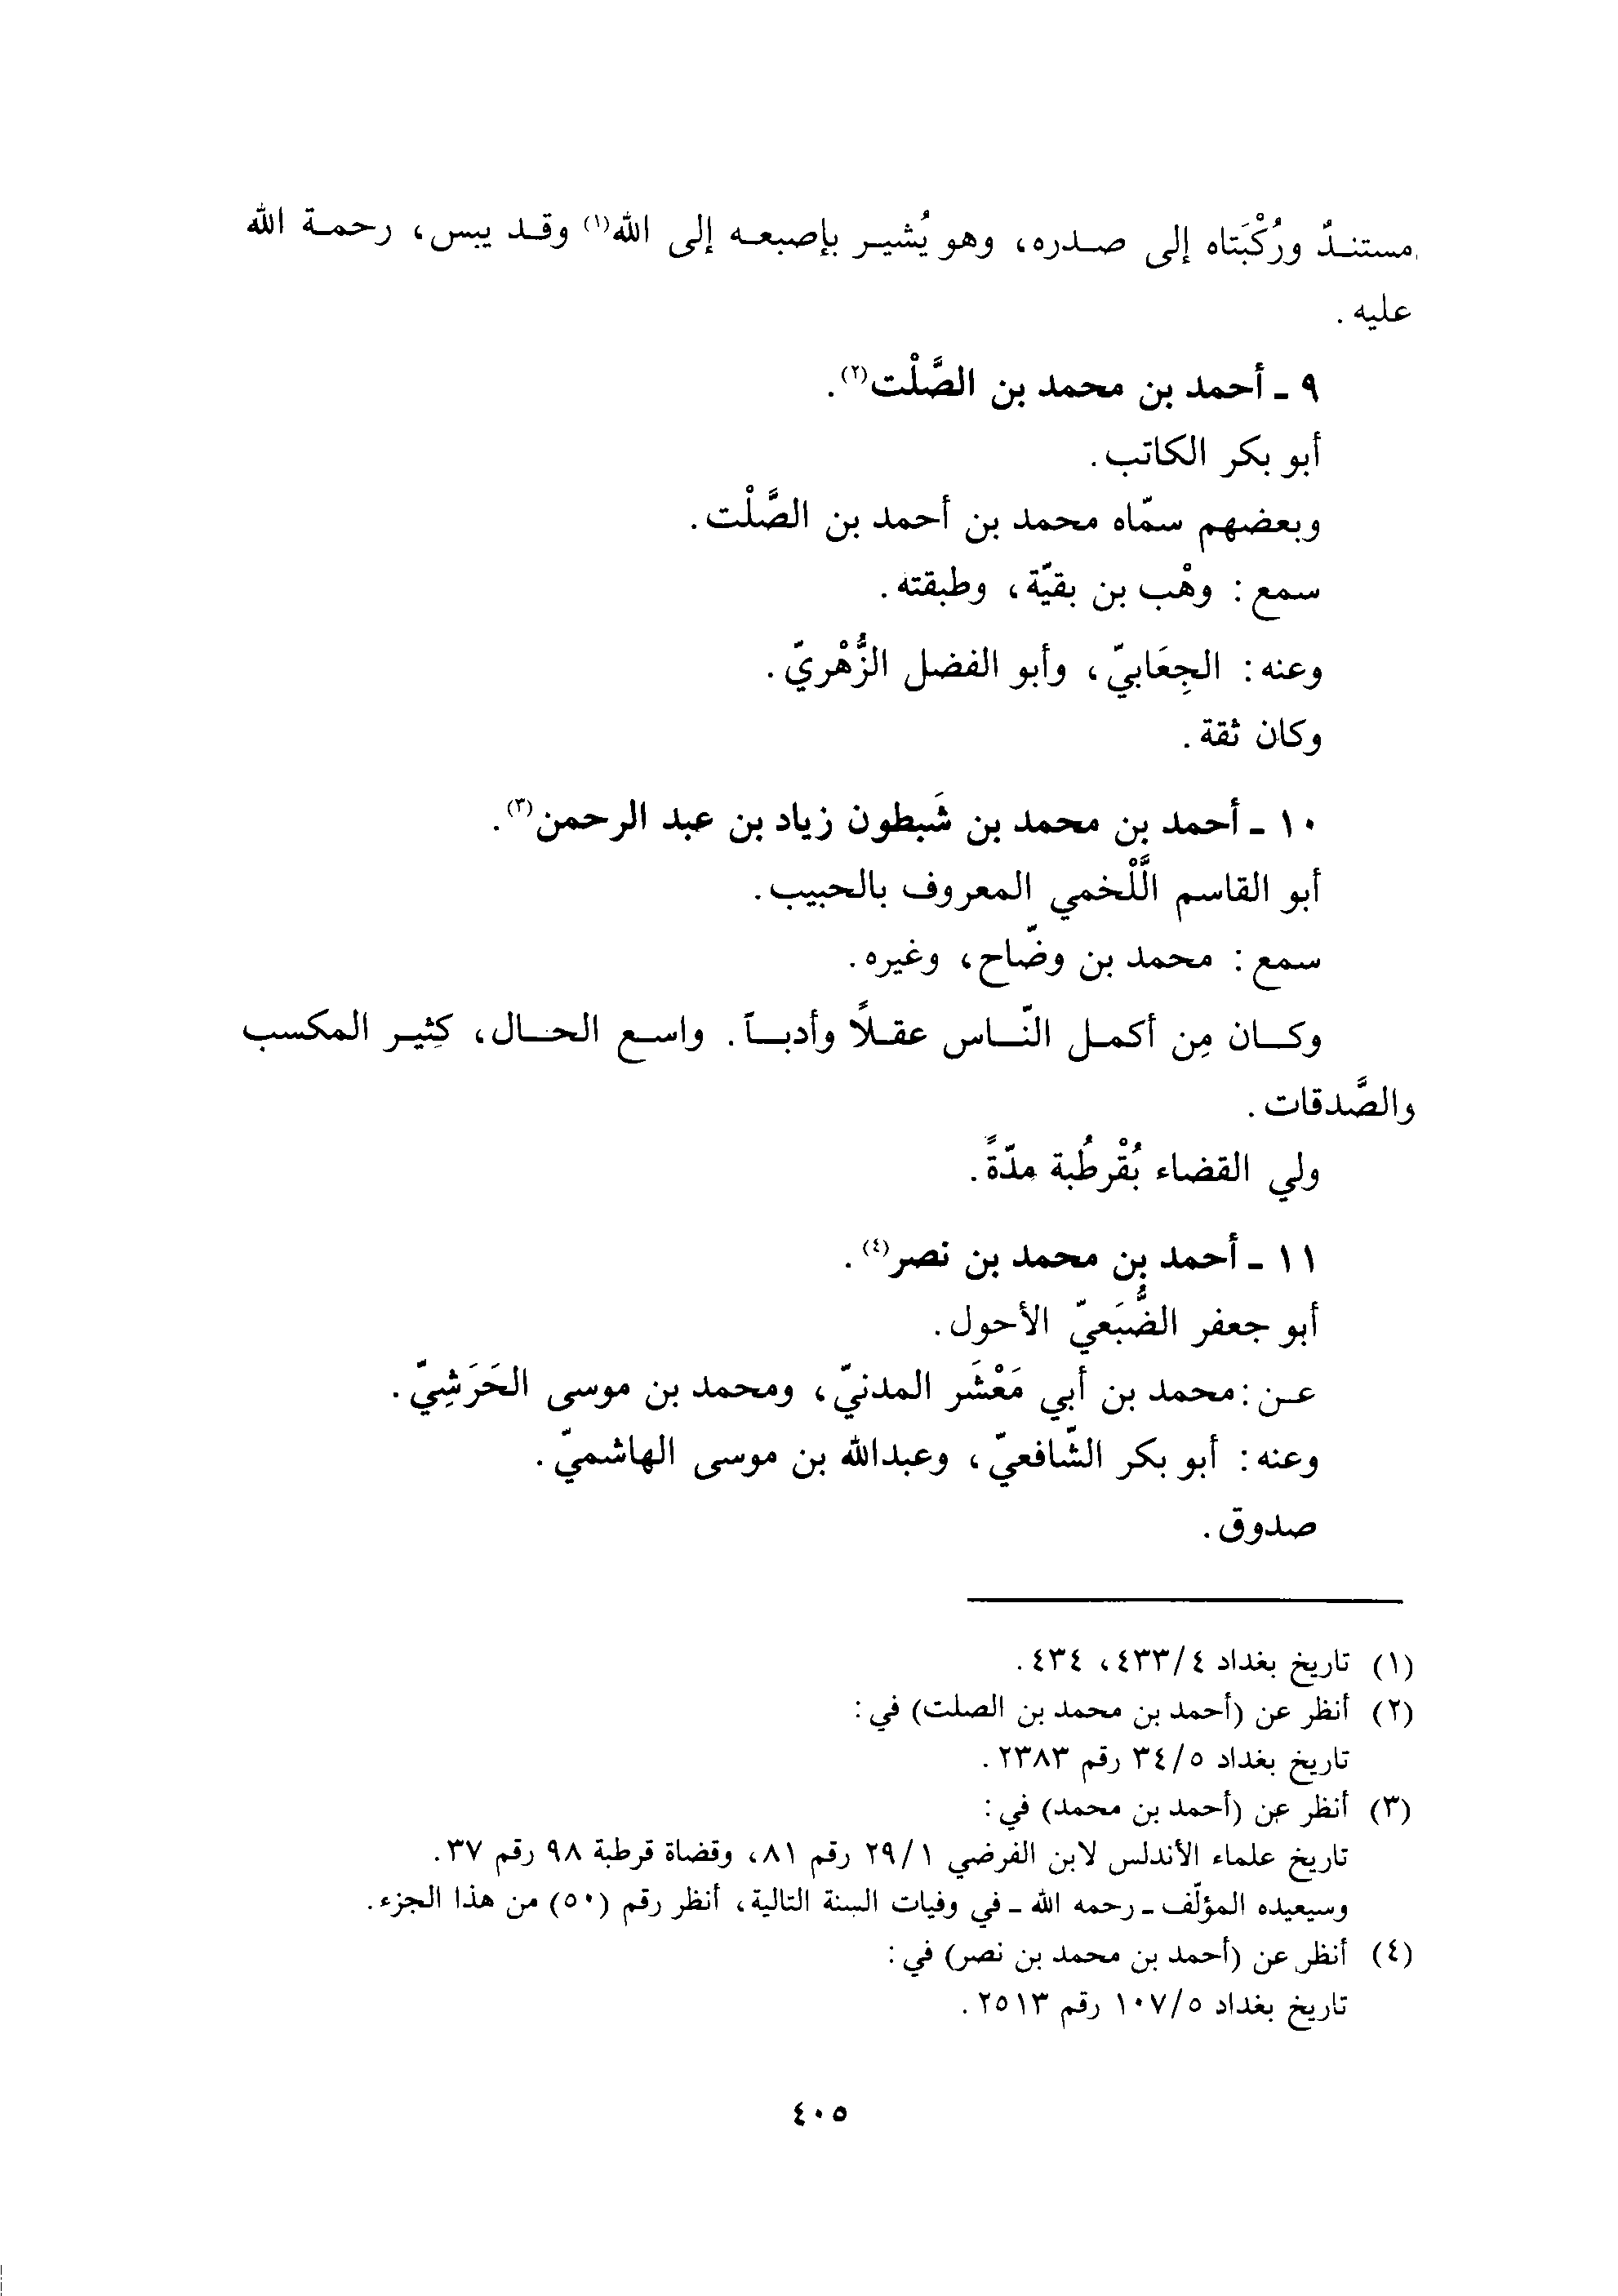 مستندٌ ورُكْبَتاه إلى صدره، وهو يُشير بإصبعه إلى الله(١) وقد يبس، رحمة الله
عليه.
٩ ـ أحمد بن محمد بن الصَّلْت(٢).
أبو بكر الكاتب.
وبعضهم سمّاه محمد بن أحمد بن الصَّلْت.
سمع: وهْب بن بقيّة، وطبقته.
وعنه: الجِعَابيّ، وأبو الفضل الزُّهْريّ.
وكان ثقة.
١٠ ـ أحمد بن محمد بن شَبطون زياد بن عبد الرحمن(٣).
أبو القاسم الَّلْخمي المعروف بالحبيب.
سمع: محمد بن وضّاح، وغيره.
وكان مِن أكمل النّاس عقلاً وأدباً. واسع الحال، كثير المكسب
والصَّدقات.
ولي القضاء بُقْرطُبة مدّةً.
١١ ـ أحمد بن محمد بن نصر(٤).
أبو جعفر الضُّبَعيّ الأحول.
عن: محمد بن أبي مَعْشَر المدنيّ، ومحمد بن موسى الحَرَشِيّ.
وعنه: أبو بكر الشّافعيّ، وعبدالله بن موسى الهاشميّ.
صدوق.
(١) تاريخ بغداد ٤٣٣/٤، ٤٣٤.
(٢) أنظر عن (أحمد بن محمد بن الصلت) في:
تاريخ بغداد ٣٤/٥ رقم ٢٣٨٣.
(٣) أنظر عن (أحمد بن محمد) في:
تاريخ علماء الأندلس لابن الفرضي ٢٩/١ رقم ٨١، وقضاة قرطبة ٩٨ رقم ٣٧.
وسيعيده المؤلّف ـ رحمه الله ـ في وفيات السنة التالية، أنظر رقم (٥٠) من هذا الجزء.
(٤) أنظر عن (أحمد بن محمد بن نصر) في:
تاريخ بغداد ١٠٧/٥ رقم ٢٥١٣.
٤٠٥